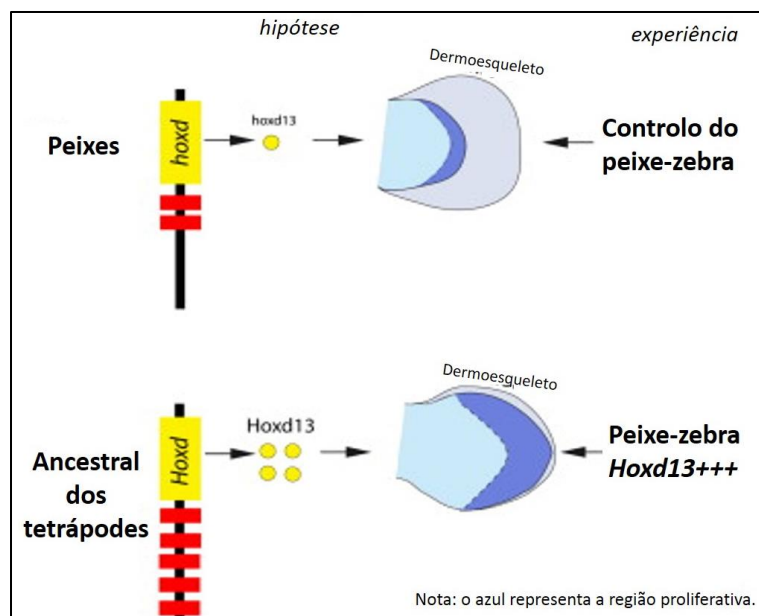 hipótese
experiência
Peixes
hoxd
hoxd13
Dermoesqueleto
Controlo do
peixe-zebra
Ancestral
dos
tetrápodes
Hoxd
Hoxd13
Dermoesqueleto
Peixe-zebra
Hoxd13+++
Nota: o azul representa a região proliferativa.